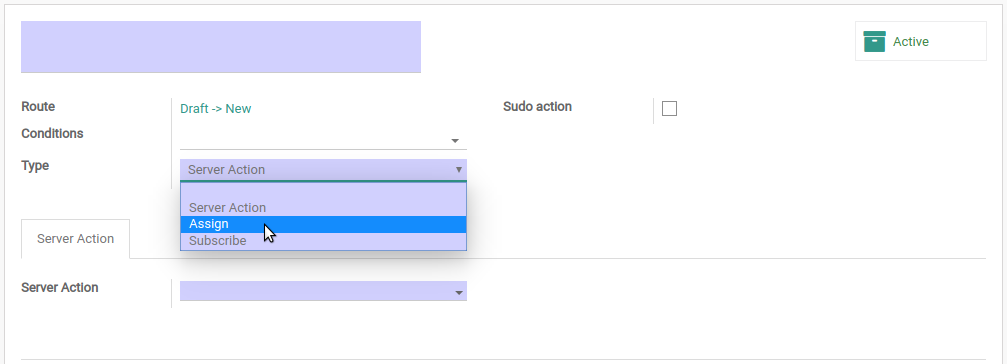 Active
Route
Draft -> New
Sudo action
Conditions
Type
Server Action
Server Action
Assign
Subscribe
Server Action
Server Action